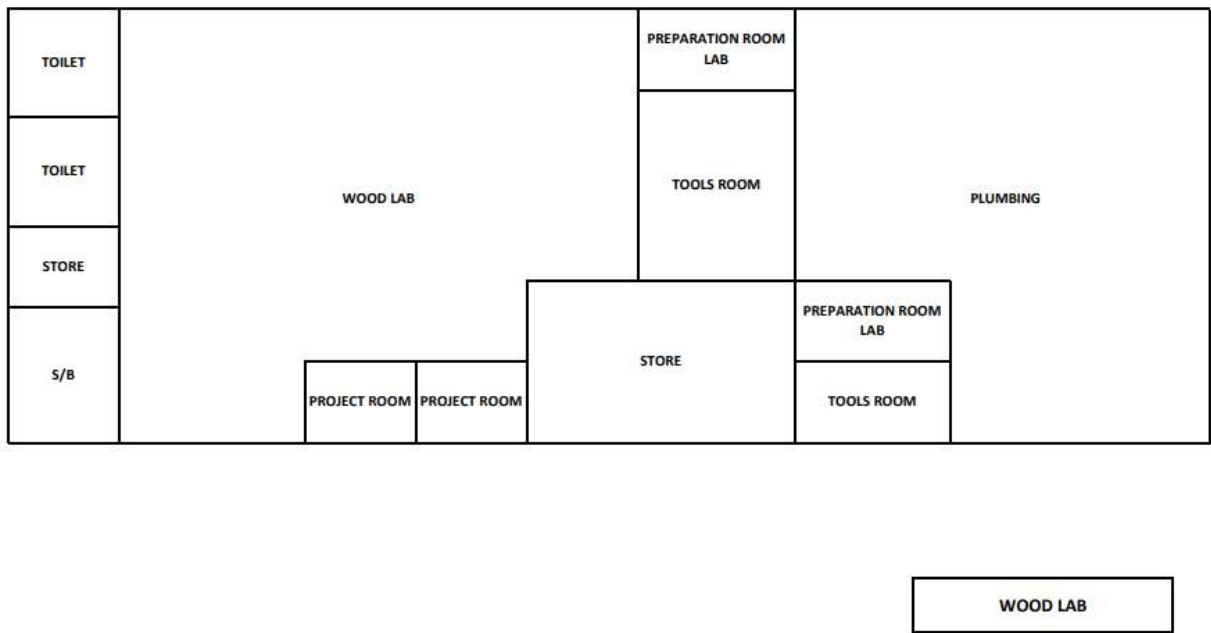 TOILET
PREPARATION ROOM
LAB
TOILET
WOOD LAB
TOOLS ROOM
PLUMBING
STORE
PREPARATION ROOM
LAB
STORE
S/B
PROJECT ROOM
PROJECT ROOM
TOOLS ROOM
WOOD LAB